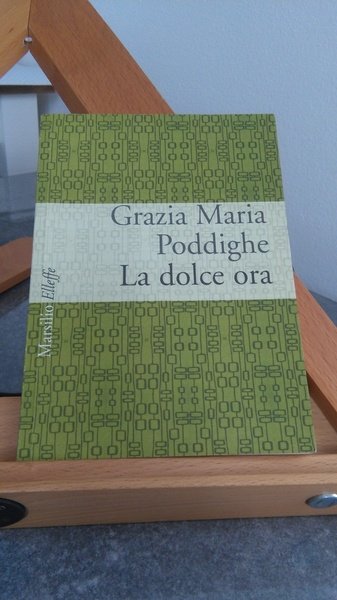 Grazia Maria
Poddighe
La dolce ora
Marsilio Elleffe